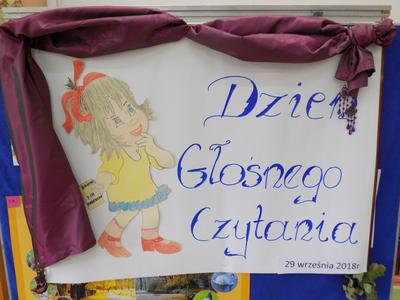 Dzień
Głośnego
Czytania
29 września 2018r